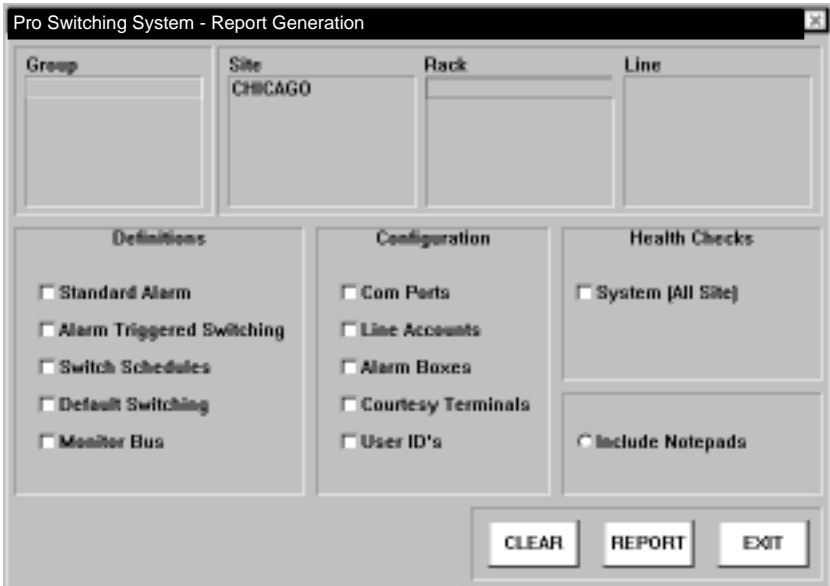 Pro Switching System - Report Generation
Group
Site
Rack
Line
CHICAGO
Definitions
Configuration
Health Checks
Standard Alarm
Com Ports
System (All Site)
Alarm Triggered Switching
Line Accounts
Switch Schedules
Alarm Boxes
Default Switching
Courtesy Terminals
Monitor Bus
User ID's
Include Notepads
CLEAR
REPORT
EXIT